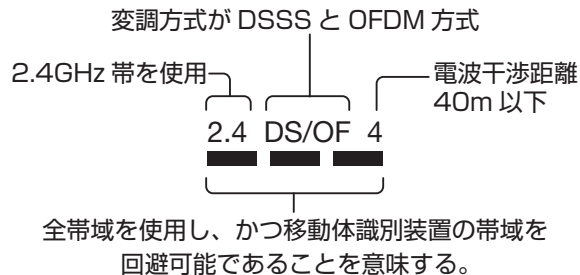 変調方式が DSSS と OFDM 方式
2.4GHz 帯を使用
電波干渉距離
40m 以下
2.4 DS/OF 4
全帯域を使用し、かつ移動体識別装置の帯域を
回避可能であることを意味する。